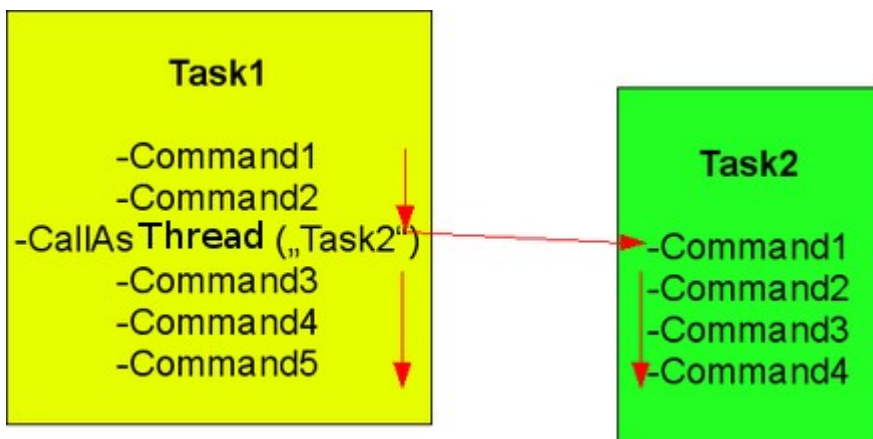 Task1
-Command1
-Command2
-CallAsThread („Task2“)
-Command3
-Command4
-Command5
Task2
-Command1
-Command2
-Command3
-Command4